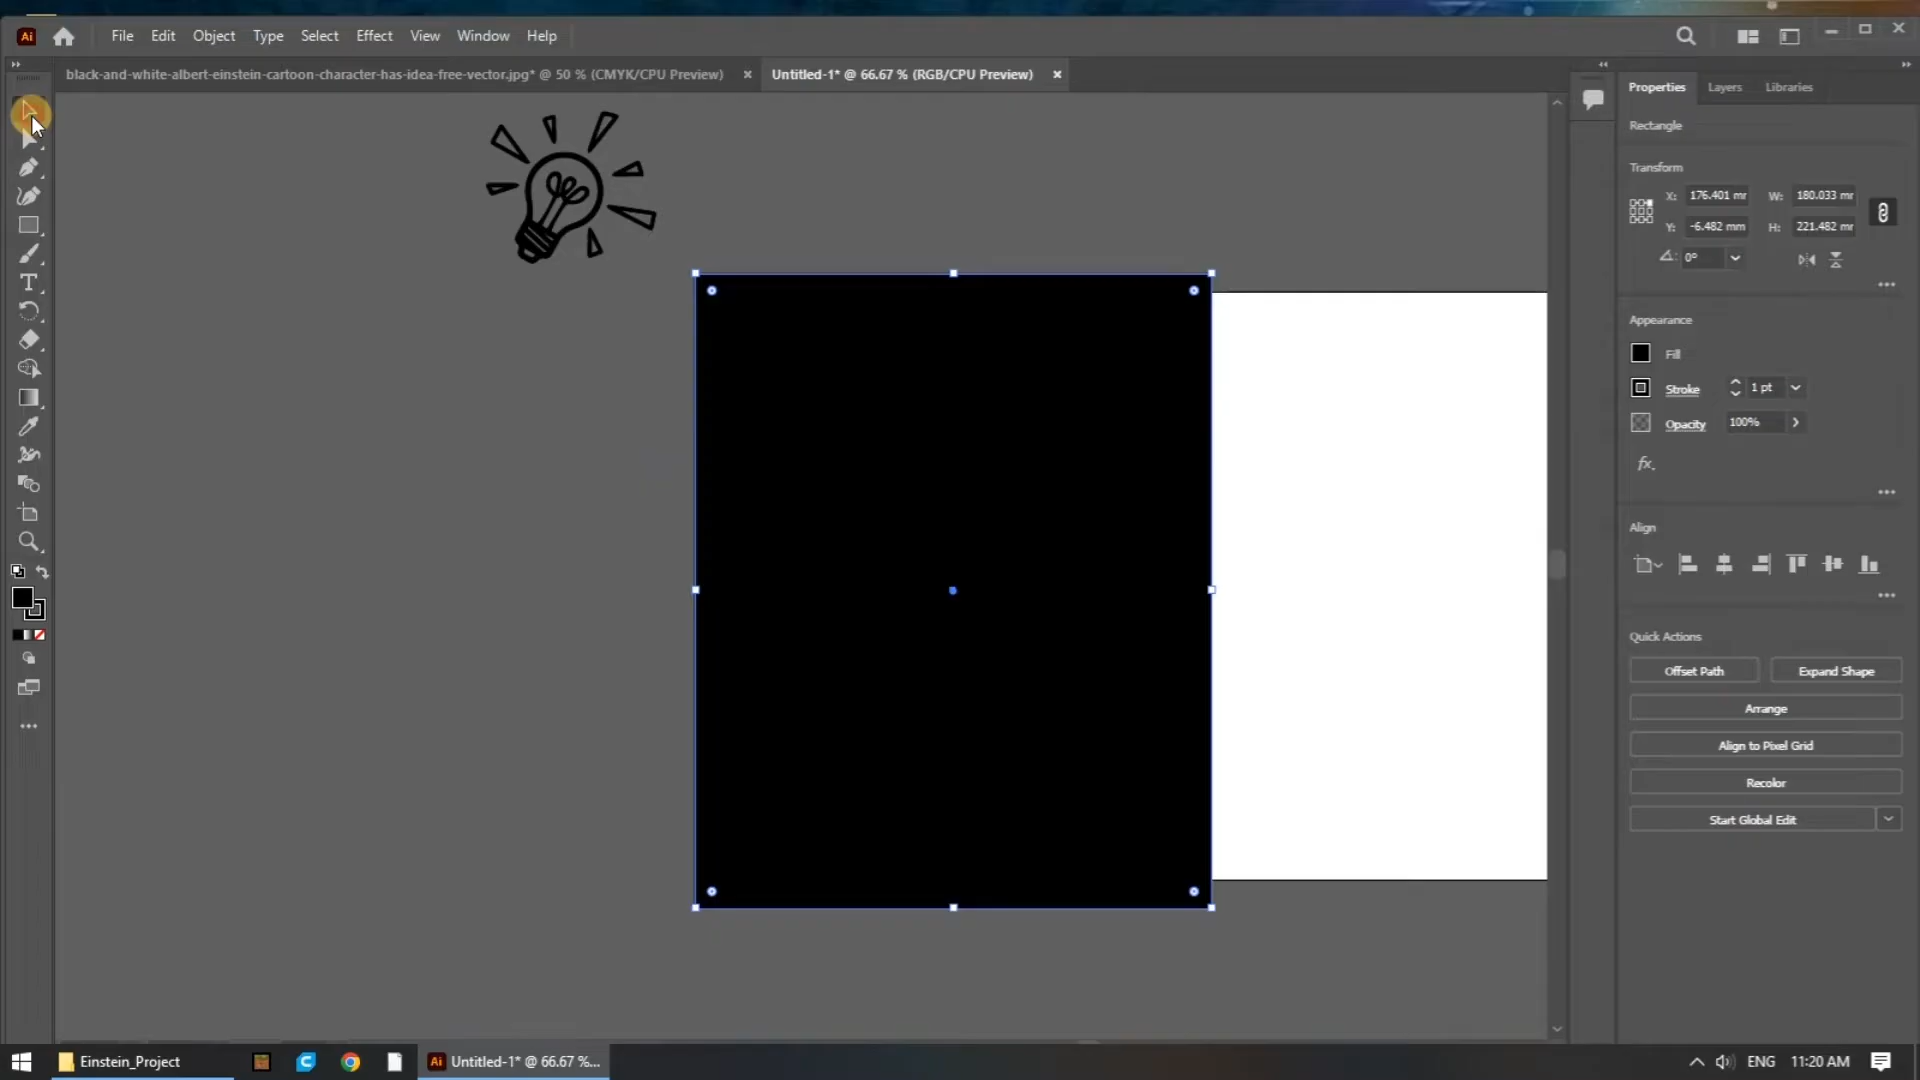 Ai File Edit Object Type Select Effect View Window Help
black-and-white-albert-einstein-cartoon-character-has-idea-free-vector.jpg* @ 50 % (CMYK/CPU Preview) × Untitled-1* @ 66.67 % (RGB/CPU Preview) ×
Properties Layers Libraries
Rectangle
Transform
X: 176.401 mr W: 180.033 mr
Y: -6.482 mm H: 221.482 mr
0°
Appearance
Fill
Stroke 1 pt
Opacity 100%
fx.
Align
Quick Actions
Offset Path Expand Shape
Arrange
Align to Pixel Grid
Recolor
Start Global Edit
Einstein_Project Ai Untitled-1* @ 66.67 %... ENG 11:20 AM